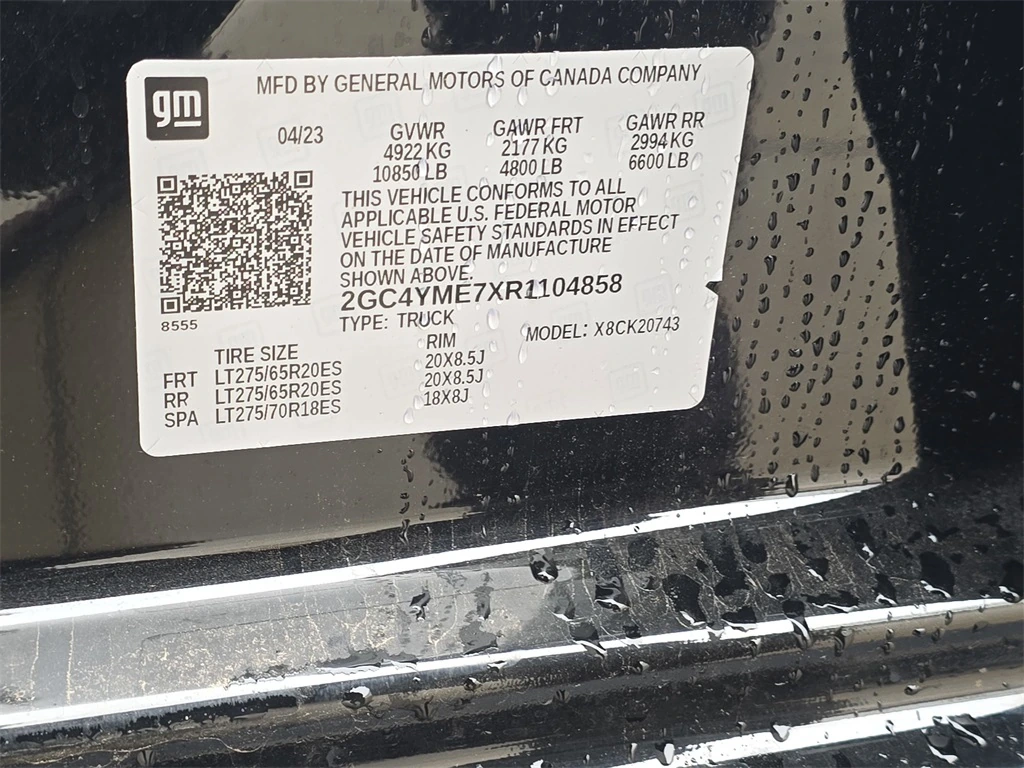 gm
MFD BY GENERAL MOTORS OF CANADA COMPANY
04/23 GVWR GAWR FRT GAWR RR
4922 KG 2177 KG 2994 KG
10850 LB 4800 LB 6600 LB
THIS VEHICLE CONFORMS TO ALL
APPLICABLE U.S. FEDERAL MOTOR
VEHICLE SAFETY STANDARDS IN EFFECT
ON THE DATE OF MANUFACTURE
SHOWN ABOVE.
2GC4YME7XR1104858
8555
TYPE: TRUCK MODEL: X8CK20743
TIRE SIZE RIM
FRT LT275/65R20ES 20X8.5J
RR LT275/65R20ES 20X8.5J
SPA LT275/70R18ES 18X8J